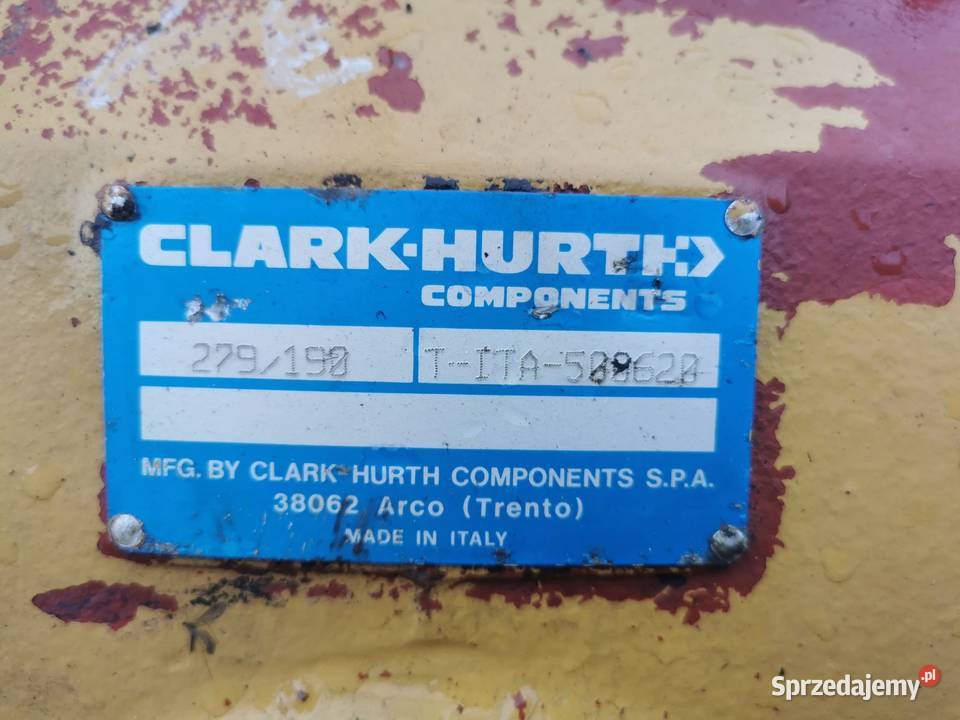 CLARK-HURTH
COMPONENTS
279/190 T-ITA-500620
MFG. BY CLARK-HURTH COMPONENTS S.P.A.
38062 Arco (Trento)
MADE IN ITALY
Sprzedajemy.pl